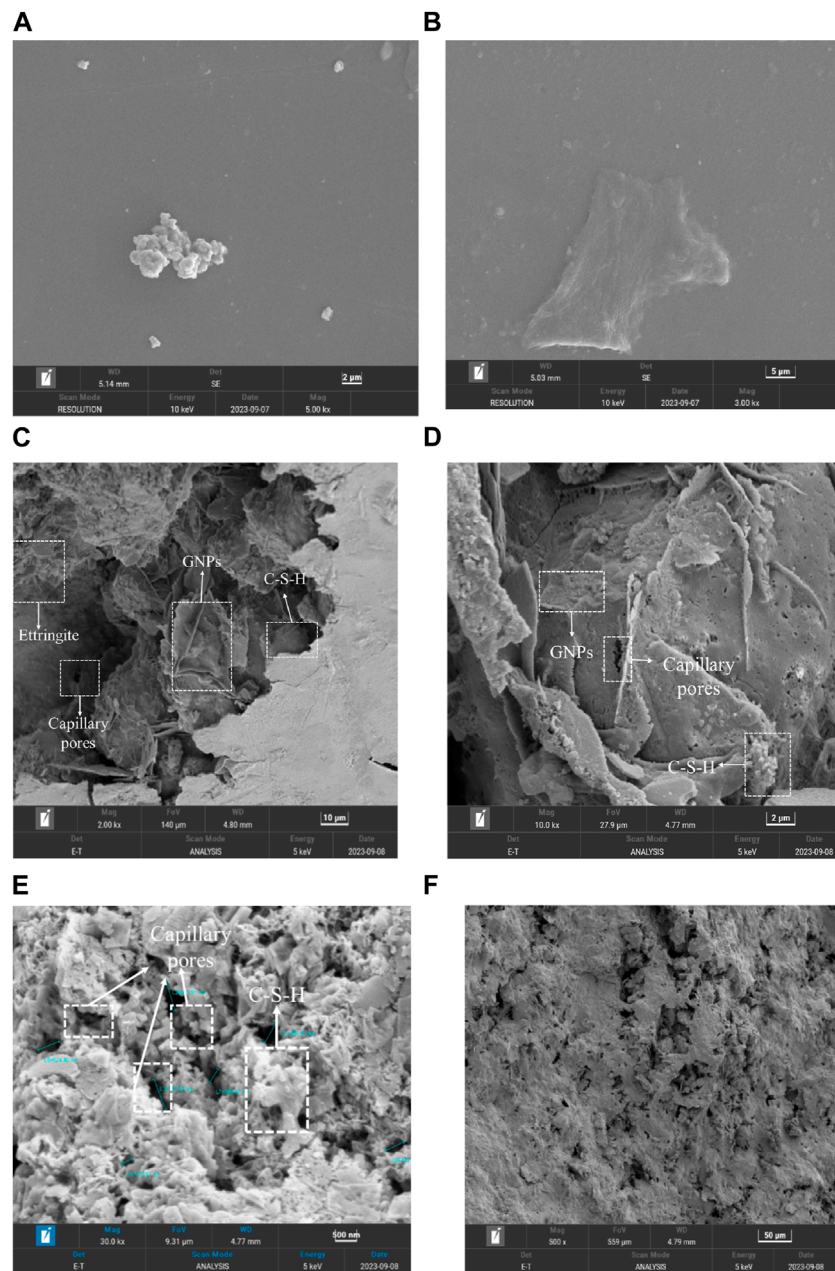 A
WD
Det
5.14 mm
SE
2 μm
Scan Mode
Energy
Date
Mag
RESOLUTION
10 keV
2023-09-07
5.00 kx
B
WD
Det
5.03 mm
SE
5 μm
Scan Mode
Energy
Date
Mag
RESOLUTION
10 keV
2023-09-07
3.00 kx
C
GNPs
C-S-H
Ettringite
Capillary
pores
Mag
FoV
WD
2.00 kx
140 μm
4.80 mm
10 μm
Det
Scan Mode
Energy
Date
E-T
ANALYSIS
5 keV
2023-09-08
D
GNPs
Capillary
pores
C-S-H
Mag
FoV
WD
10.0 kx
27.9 μm
4.77 mm
2 μm
Det
Scan Mode
Energy
Date
E-T
ANALYSIS
5 keV
2023-09-08
E
Capillary
pores
C-S-H
Mag
FoV
WD
30.0 kx
9.31 μm
4.77 mm
500 nm
Det
Scan Mode
Energy
Date
E-T
ANALYSIS
5 keV
2023-09-08
F
Mag
FoV
WD
500 x
559 μm
4.79 mm
50 μm
Det
Scan Mode
Energy
Date
E-T
ANALYSIS
5 keV
2023-09-08